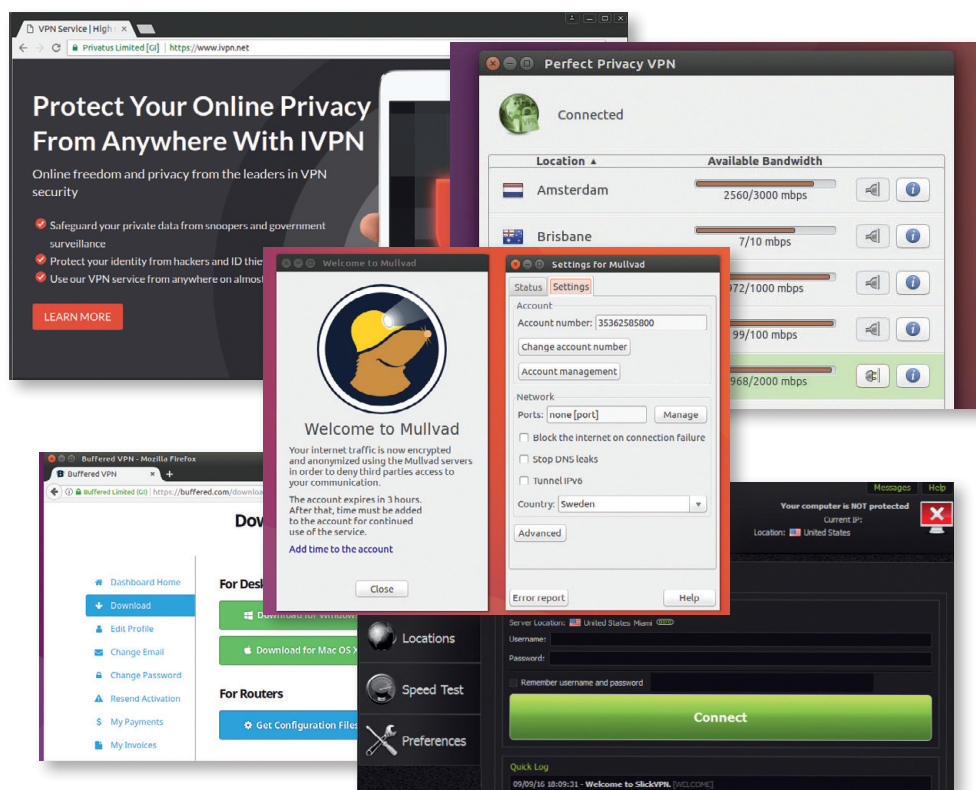 VPN Service | High
Privatus Limited [GI] | https://www.ivpn.net
Protect Your Online Privacy
From Anywhere With IVPN
Online freedom and privacy from the leaders in VPN
security
Safeguard your private data from snoopers and government
surveillance
Protect your identity from hackers and ID
Use our VPN service from anywhere on
LEARN MORE
Perfect Privacy VPN
Connected
Location Available Bandwidth
Amsterdam
2560/3000 mbps
Brisbane
7/10 mbps
972/1000 mbps
99/100 mbps
968/2000 mbps
Welcome to Mullvad
Welcome to Mullvad
Your internet traffic is now encrypted
and anonymized using the Mullvad servers
in order to deny third parties access to
your communication.
The account expires in 3 hours.
After that, time must be added
to the account for continued
use of the service.
Add time to the account
Close
Settings for Mullvad
Status Settings
Account
Account number: 35362585800
Change account number
Account management
Network
Ports: none [port] Manage
Block the internet on connection failure
Stop DNS leaks
Tunnel IPv6
Country: Sweden
Advanced
Error report Help
Buffered VPN - Mozilla Firefox
Buffered VPN
Buffered Limited (GI) https://buffered.com/downloa
Dow
Dashboard Home
Download
Edit Profile
Change Email
Change Password
Resend Activation
My Payments
My Invoices
For Des
Download for Windows
Download for Mac OS X
For Routers
Get Configuration Files
Messages Help
Your computer is NOT protected
Current IP:
Location: United States
Server Location: United States Miami
Username:
Password:
Remember username and password
Connect
Locations
Speed Test
Preferences
Quick Log
09/09/16 18:09:31 - Welcome to SlickVPN. [WELCOME]